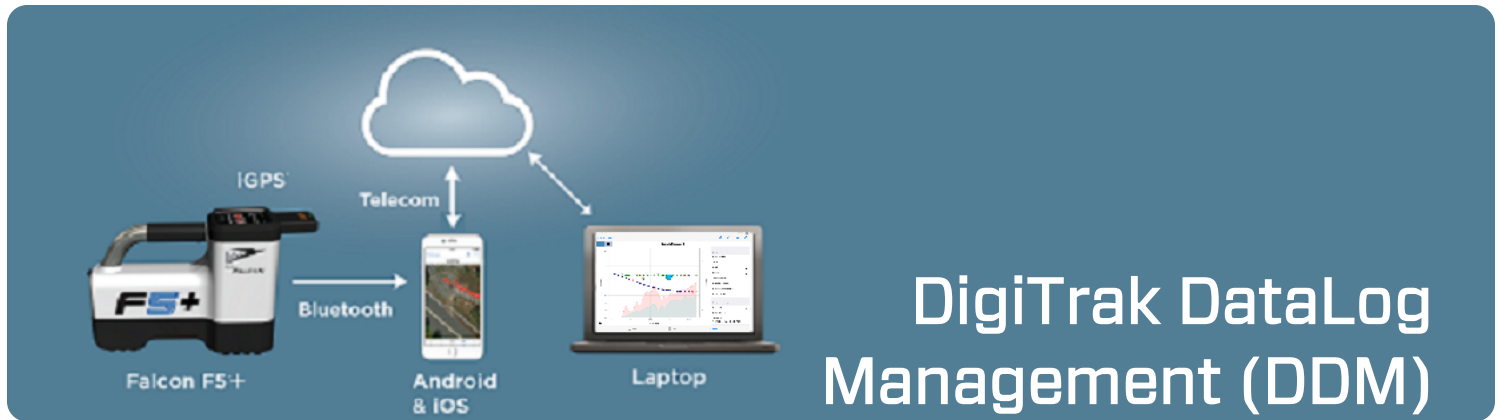 iGPS
Telecom
F5+
Bluetooth
Falcon F5+
Android
& iOS
Laptop
DigiTrak DataLog
Management (DDM)